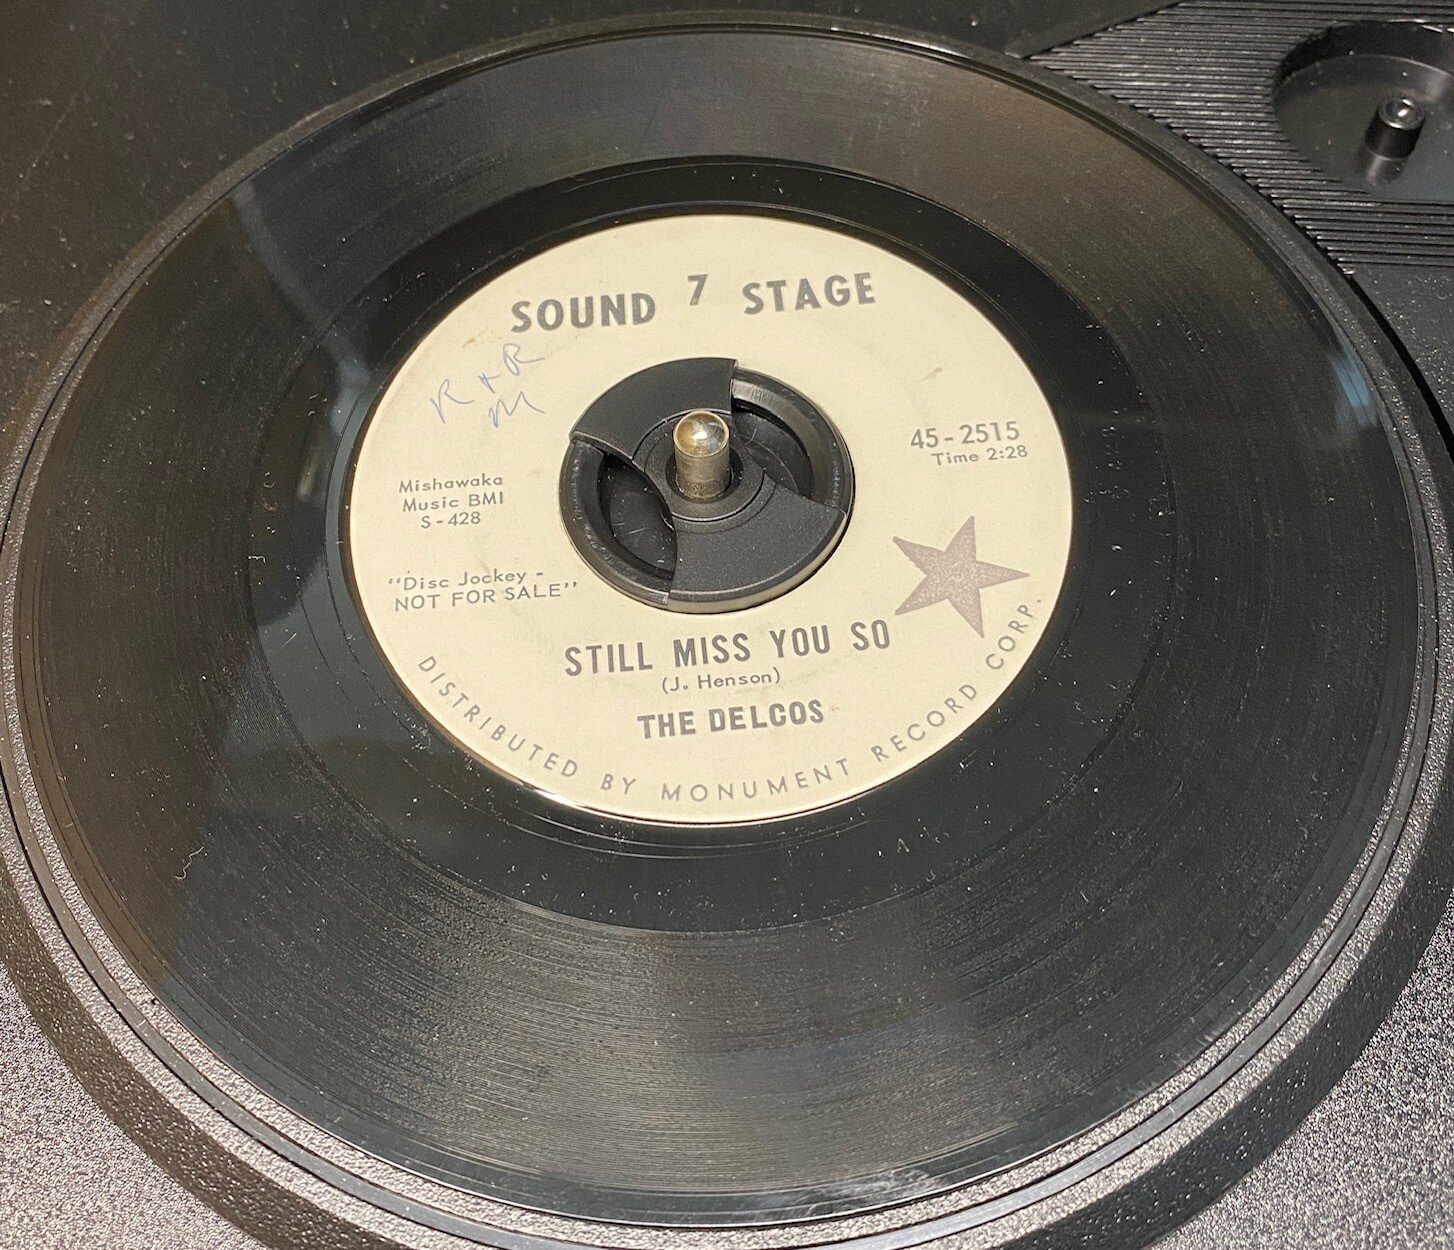 SOUND 7 STAGE
R & R
M
45-2515
Time 2:28
Mishawaka
Music BMI
S-428
"Disc Jockey -
NOT FOR SALE"
STILL MISS YOU SO
(J. Henson)
THE DELCOS
DISTRIBUTED BY MONUMENT RECORD CORP.